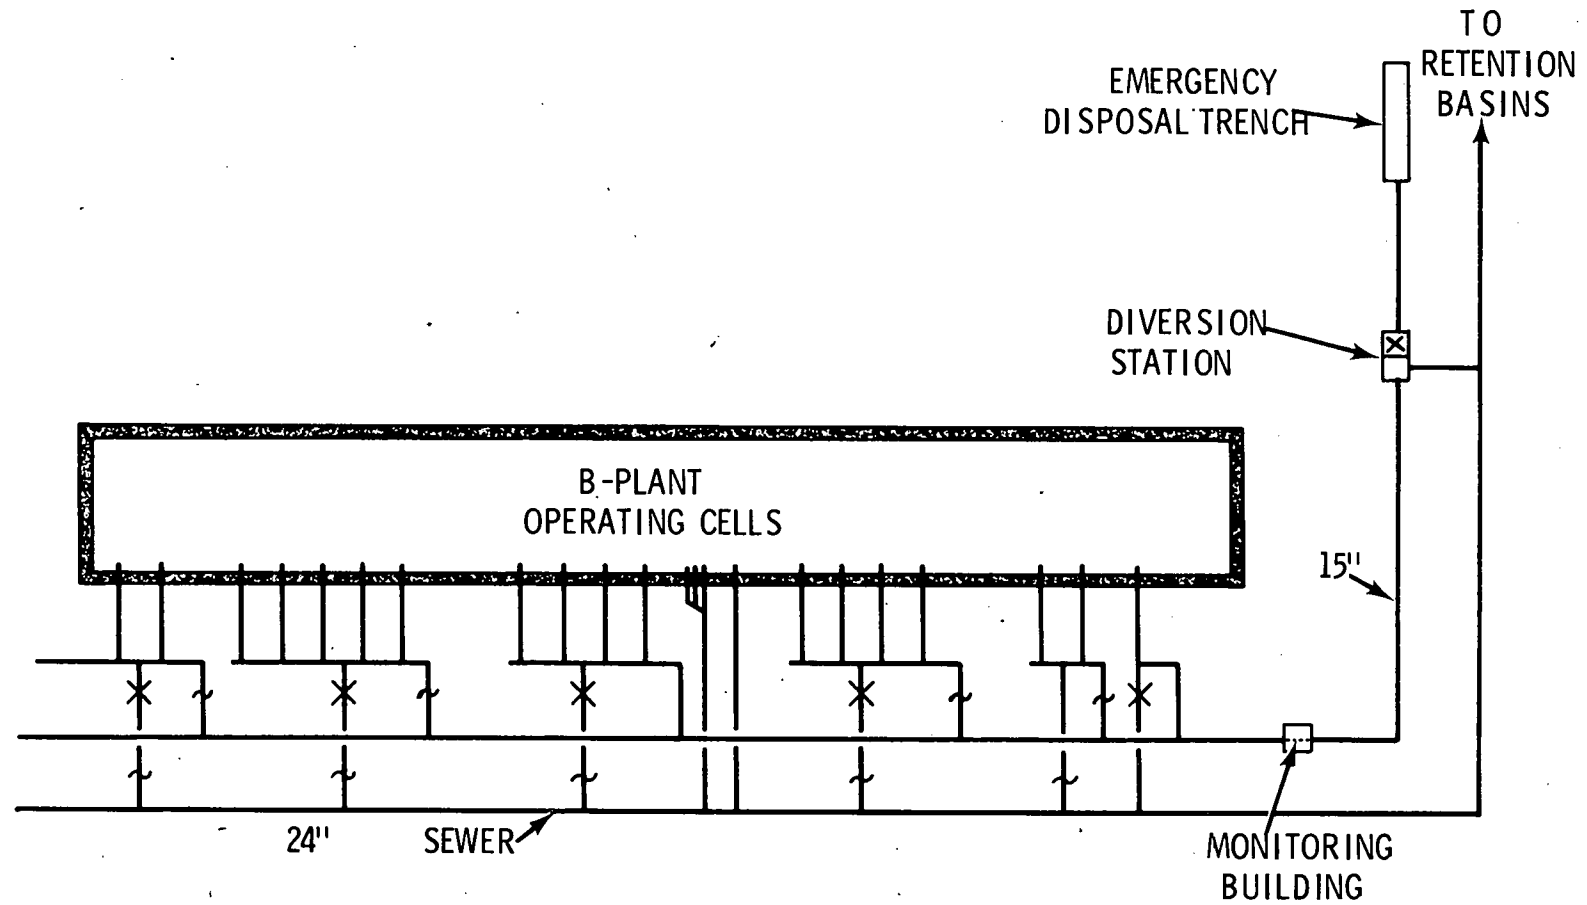 TO
RETENTION
BASINS
EMERGENCY
DISPOSAL TRENCH
DIVERSION
STATION
B-PLANT
OPERATING CELLS
15"
24" SEWER
MONITORING
BUILDING